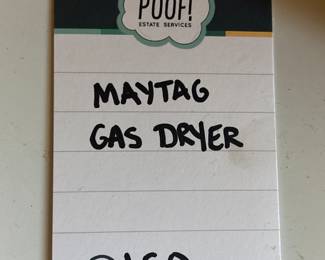 POOF!
ESTATE SERVICES
MAYTAG
GAS DRYER